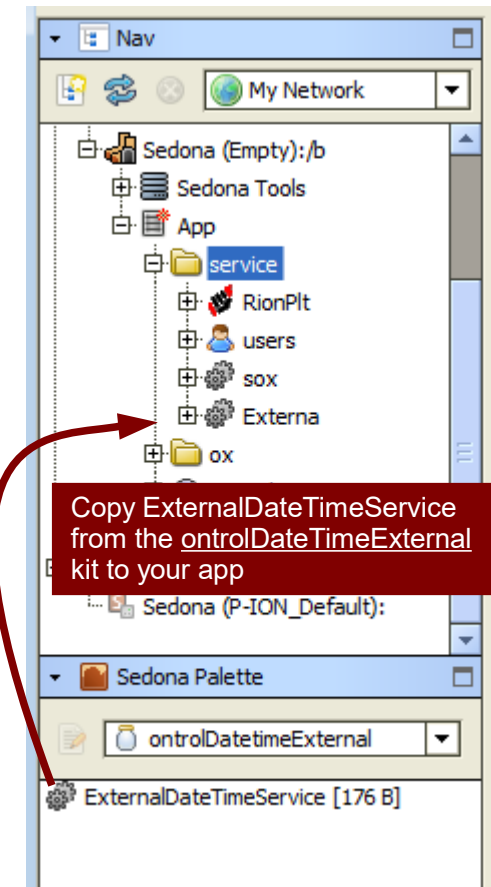 Nav
My Network
Sedona (Empty):/b
Sedona Tools
App
service
RionPlt
users
sox
Externa
ox
Copy ExternalDateTimeService
from the ontrolDateTimeExternal
kit to your app
Sedona (P-ION_Default):
Sedona Palette
ontrolDatetimeExternal
ExternalDateTimeService [176 B]